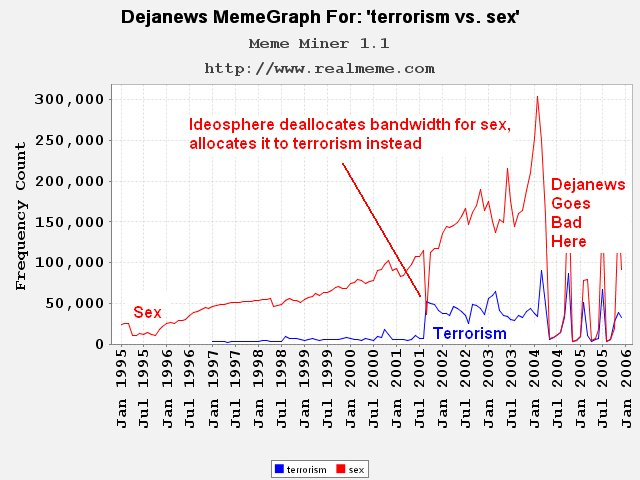 Dejanews MemeGraph For: 'terrorism vs. sex'
Meme Miner 1.1
http://www.realmeme.com
Frequency Count
300,000
250,000
200,000
150,000
100,000
50,000
0
Ideosphere deallocates bandwidth for sex,
allocates it to terrorism instead
Dejanews
Goes
Bad
Here
Sex
Terrorism
Jan 1995
Jul 1995
Jan 1996
Jul 1996
Jan 1997
Jul 1997
Jan 1998
Jul 1998
Jan 1999
Jul 1999
Jan 2000
Jul 2000
Jan 2001
Jul 2001
Jan 2002
Jul 2002
Jan 2003
Jul 2003
Jan 2004
Jul 2004
Jan 2005
Jul 2005
Jan 2006
terrorism sex